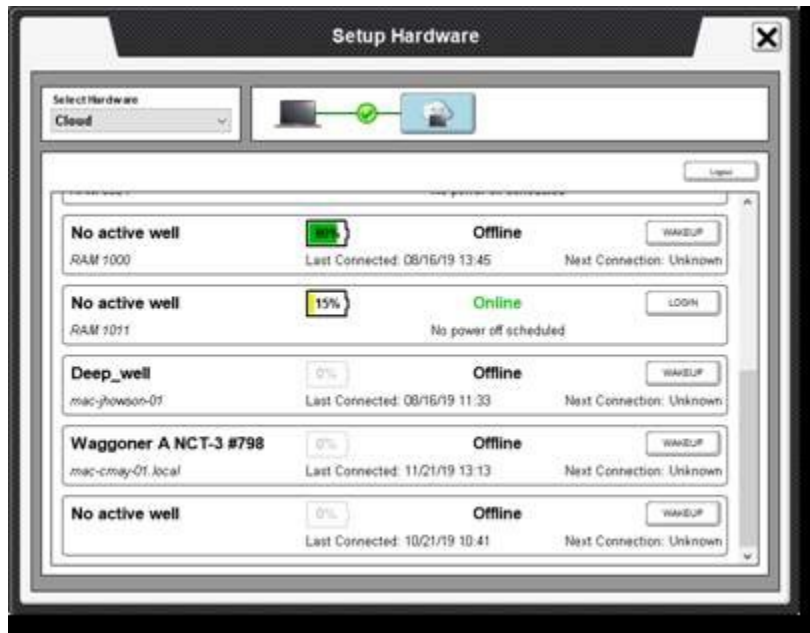 Setup Hardware
Select Hardware
Cloud
Logout
No active well
Offline
WAKEUP
RAM 1000
Last Connected: 08/16/19 13:45
Next Connection: Unknown
No active well
15%
Online
LOGIN
RAM 1011
No power off scheduled
Deep_well
0%
Offline
WAKEUP
mac-jhowson-01
Last Connected: 08/16/19 11:33
Next Connection: Unknown
Waggoner A NCT-3 #798
0%
Offline
WAKEUP
mac-cmay-01.local
Last Connected: 11/21/19 13:13
Next Connection: Unknown
No active well
0%
Offline
WAKEUP
Last Connected: 10/21/19 10:41
Next Connection: Unknown